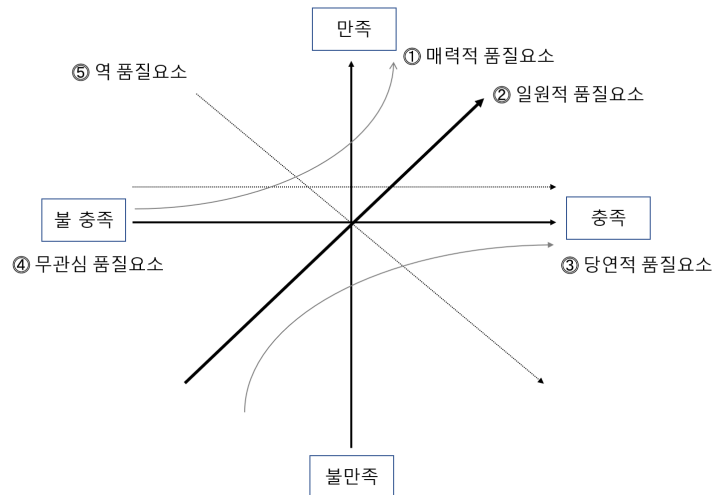 만족
① 매력적 품질요소
⑤ 역 품질요소
② 일원적 품질요소
불 충족
충족
④ 무관심 품질요소
③ 당연적 품질요소
불만족